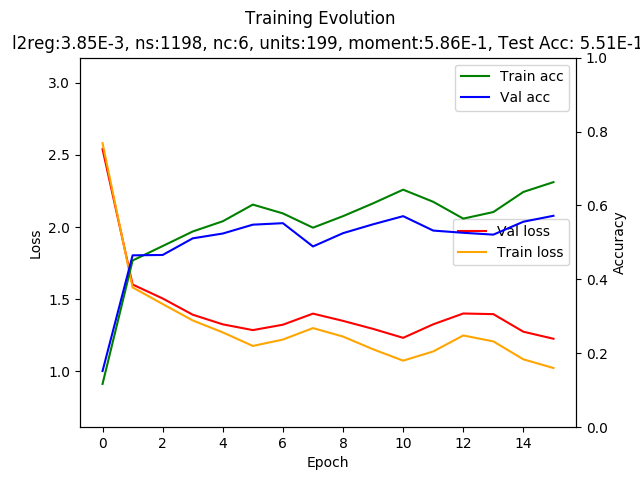 Training Evolution
l2reg:3.85E-3, ns:1198, nc:6, units:199, moment:5.86E-1, Test Acc: 5.51E-1
Train acc
Val acc
Val loss
Train loss
Loss
3.0
2.5
2.0
1.5
1.0
Accuracy
1.0
0.8
0.6
0.4
0.2
0.0
0 2 4 6 8 10 12 14
Epoch